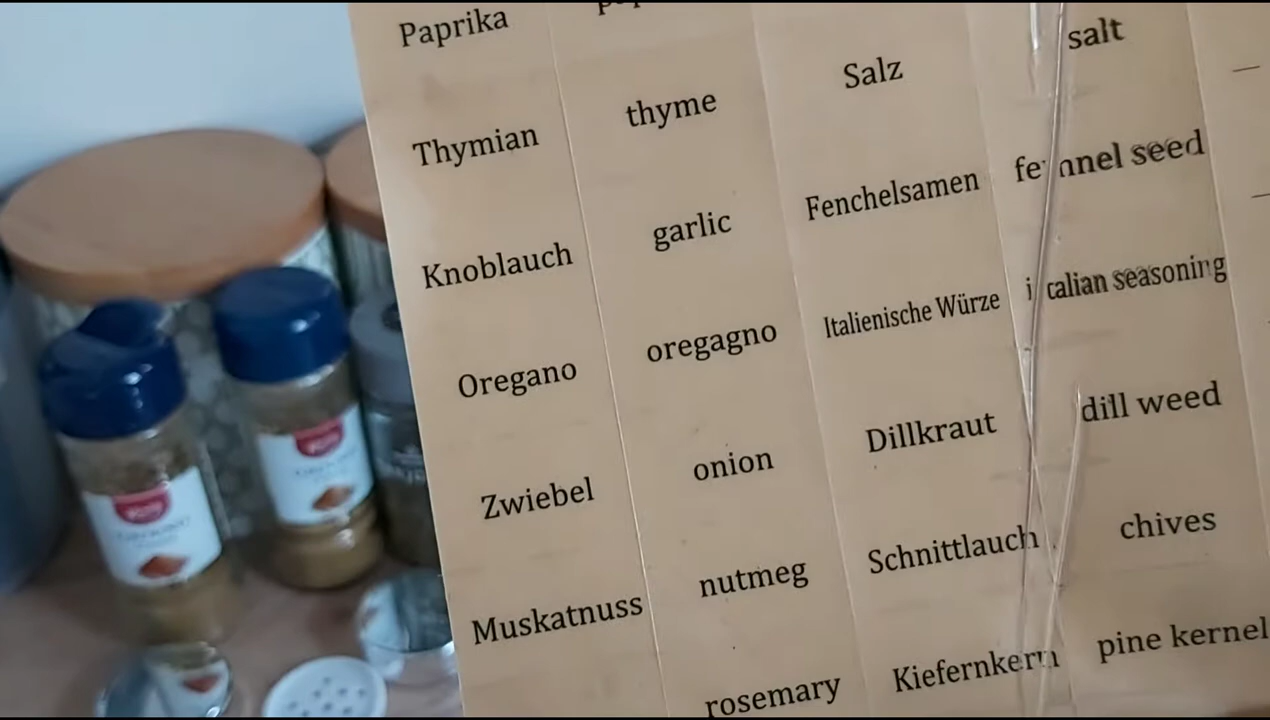 Paprika
Thymian
Knoblauch
Oregano
Zwiebel
Muskatnuss
thyme
garlic
oregagno
onion
nutmeg
rosemary
Salz
Fenchelsamen
Italienische Würze
Dillkraut
Schnittlauch
Kiefernkern
salt
fennel seed
italian seasoning
dill weed
chives
pine kernel